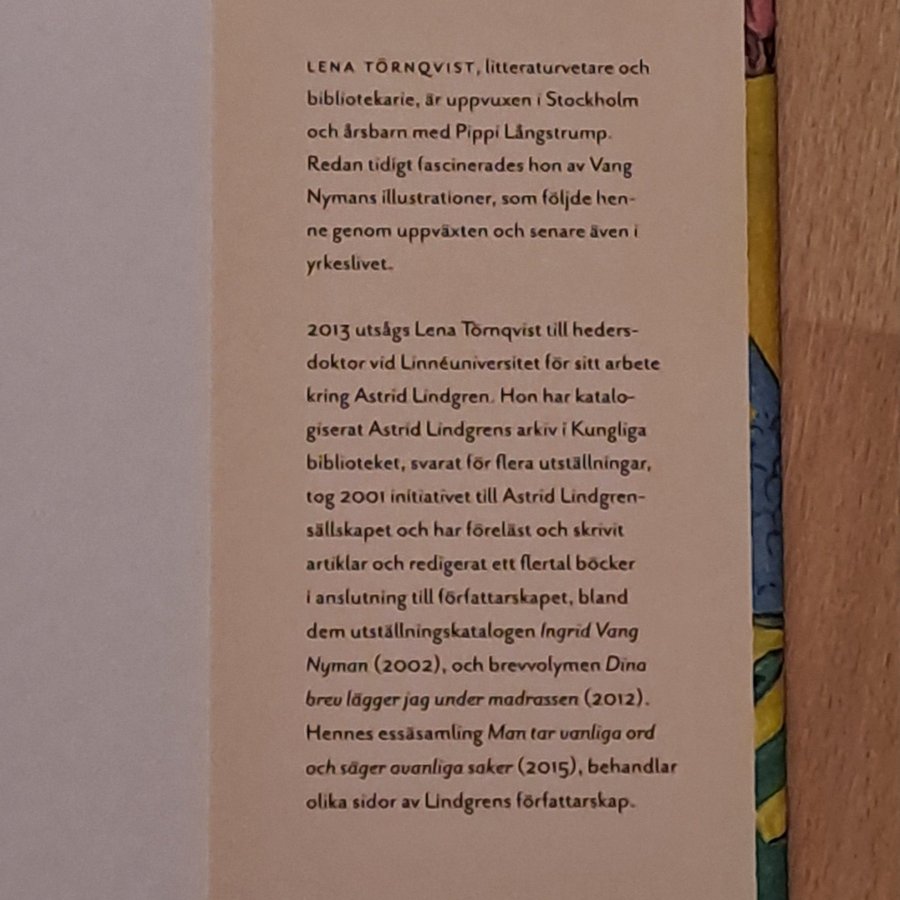 LENA TÖRNQVIST, litteraturvetare och
bibliotekarie, är uppvuxen i Stockholm
och årsbarn med Pippi Långstrump.
Redan tidigt fascinerades hon av Vang
Nymans illustrationer, som följde hen-
ne genom uppväxten och senare även i
yrkeslivet.
2013 utsågs Lena Törnqvist till heders-
doktor vid Linnéuniversitet för sitt arbete
kring Astrid Lindgren. Hon har katalo-
giserat Astrid Lindgrens arkiv i Kungliga
biblioteket, svarat för flera utställningar,
tog 2001 initiativet till Astrid Lindgren-
sällskapet och har föreläst och skrivit
artiklar och redigerat ett flertal böcker
i anslutning till författarskapet, bland
dem utställningskatalogen Ingrid Vang
Nyman (2002), och brevvolymen Dina
brev lägger jag under madrassen (2012).
Hennes essäsamling Man tar vanliga ord
och säger ovanliga saker (2015), behandlar
olika sidor av Lindgrens författarskap.